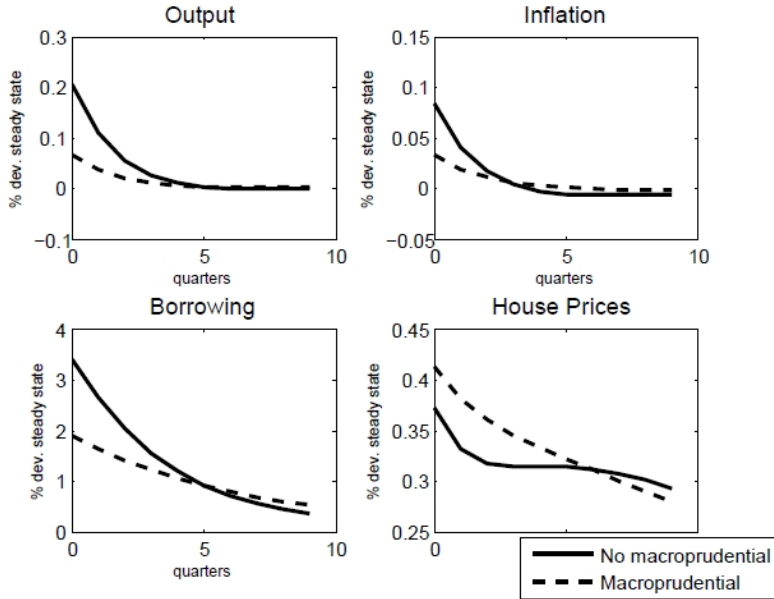 Output
0.3
0.2
0.1
0
−0.1
% dev. steady state
0 5 10
quarters
Inflation
0.15
0.1
0.05
0
−0.05
% dev. steady state
0 5 10
quarters
Borrowing
4
3
2
1
0
% dev. steady state
0 5 10
quarters
House Prices
0.45
0.4
0.35
0.3
0.25
% dev. steady state
0
No macroprudential
Macroprudential